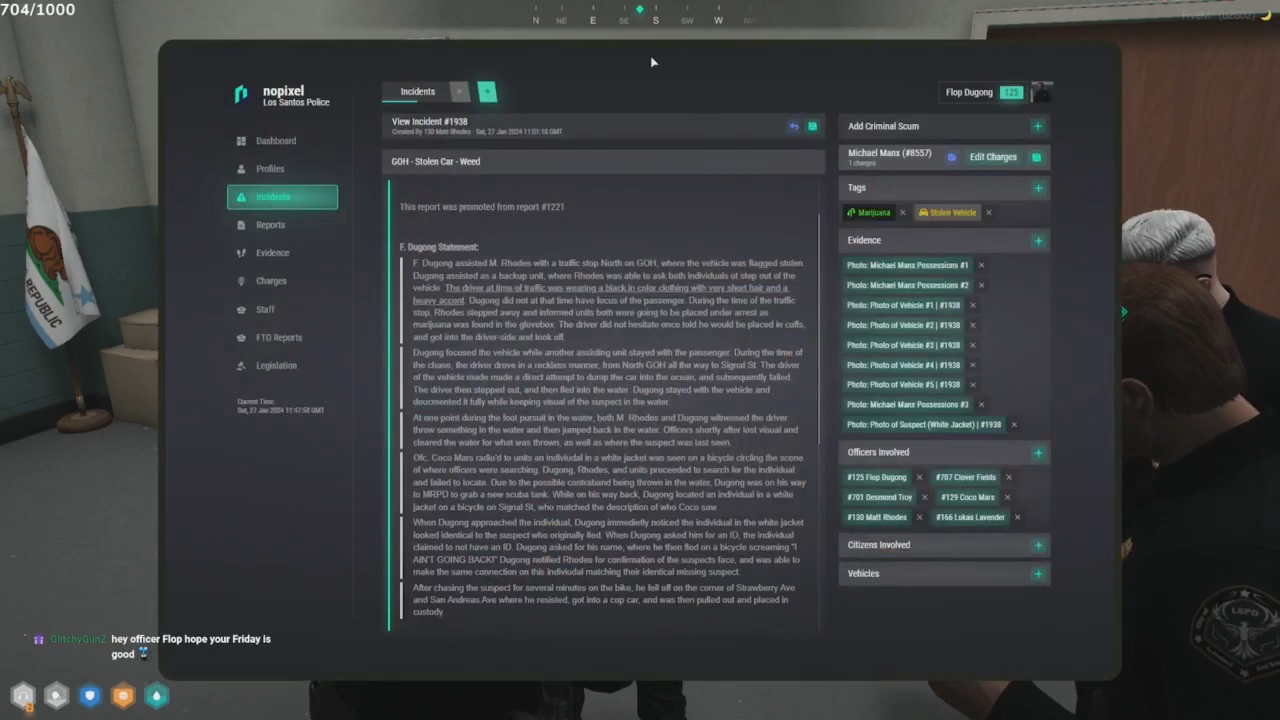 704/1000
N NE E SE S SW W NW
FiveM® (b2802)
nopixel
Los Santos Police
Dashboard
Profiles
Incidents
Reports
Evidence
Charges
Staff
FTO Reports
Legislation
Current Time:
Sat, 27 Jan 2024 11:47:58 GMT
Incidents
Flop Dugong 125
View Incident #1938
Created By 130 Matt Rhodes · Sat, 27 Jan 2024 11:01:18 GMT
GOH - Stolen Car - Weed
This report was promoted from report #1221
F. Dugong Statement:
F. Dugong assisted M. Rhodes with a traffic stop North on GOH, where the vehicle was flagged stolen.
Dugong assisted as a backup unit, where Rhodes was able to ask both individuals ot step out of the
vehicle. The driver at time of traffic was wearing a black in color clothing with very short hair and a
heavy accent. Dugong did not at that time have focus of the passenger. During the time of the traffic
stop, Rhodes stepped away and informed units both were going to be placed under arrest as
marijuana was found in the glovebox. The driver did not hesitate once told he would be placed in cuffs,
and got into the driver-side and took off.
Dugong focused the vehicle while another assisting unit stayed with the passenger. During the time of
the chase, the driver drove in a reckless manner, from North GOH all the way to Signal St. The driver
of the vehicle made made a direct attempt to dump the car into the ocean, and subsequently failed.
The driver then stepped out, and then fled into the water. Dugong stayed with the vehicle and
doucmented it fully while keeping visual of the suspect in the water.
At one point during the foot pursuit in the water, both M. Rhodes and Dugong witnessed the driver
throw something in the water and then jumped back in the water. Officers shortly after lost visual and
cleared the water for what was thrown, as well as where the suspect was last seen.
Ofc. Coco Mars radio'd to units an indiviudal in a white jacket was seen on a bicycle circling the scene
of where officers were searching. Dugong, Rhodes, and units proceeded to search for the individual
and failed to locate. Due to the possible contraband being thrown in the water, Dugong was on his way
to MRPD to grab a new scuba tank. While on his way back, Dugong located an individual in a white
jacket on a bicycle on Signal St, who matched the description of who Coco saw
When Dugong approached the individual, Dugong immedietly noticed the individual in the white jacket
looked identical to the suspect who originally fled. When Dugong asked him for an ID, the individual
claimed to not have an ID. Dugong asked for his name, where he then fled on a bicycle screaming "I
AIN'T GOING BACK!" Dugong notified Rhodes for confirmation of the suspects face, and was able to
make the same connection on this indiviudal matching their identical missing suspect.
After chasing the suspect for several minutes on the bike, he fell off on the corner of Strawberry Ave
and San Andreas Ave where he resisted, got into a cop car, and was then pulled out and placed in
custody.
Add Criminal Scum
Michael Manx (#8557)
1 charges
Edit Charges
Tags
Marijuana
Stolen Vehicle
Evidence
Photo: Michael Manx Possessions #1
Photo: Michael Manx Possessions #2
Photo: Photo of Vehicle #1 | #1938
Photo: Photo of Vehicle #2 | #1938
Photo: Photo of Vehicle #3 | #1938
Photo: Photo of Vehicle #4 | #1938
Photo: Photo of Vehicle #5 | #1938
Photo: Michael Manx Possessions #3
Photo: Photo of Suspect (White Jacket) | #1938
Officers Involved
#125 Flop Dugong #707 Clover Fields
#701 Desmond Troy #129 Coco Mars
#130 Matt Rhodes #166 Lukas Lavender
Citizens Involved
Vehicles
REPUBLIC
LSPD
GlitchyGunZ hey officer Flop hope your Friday is
good
2